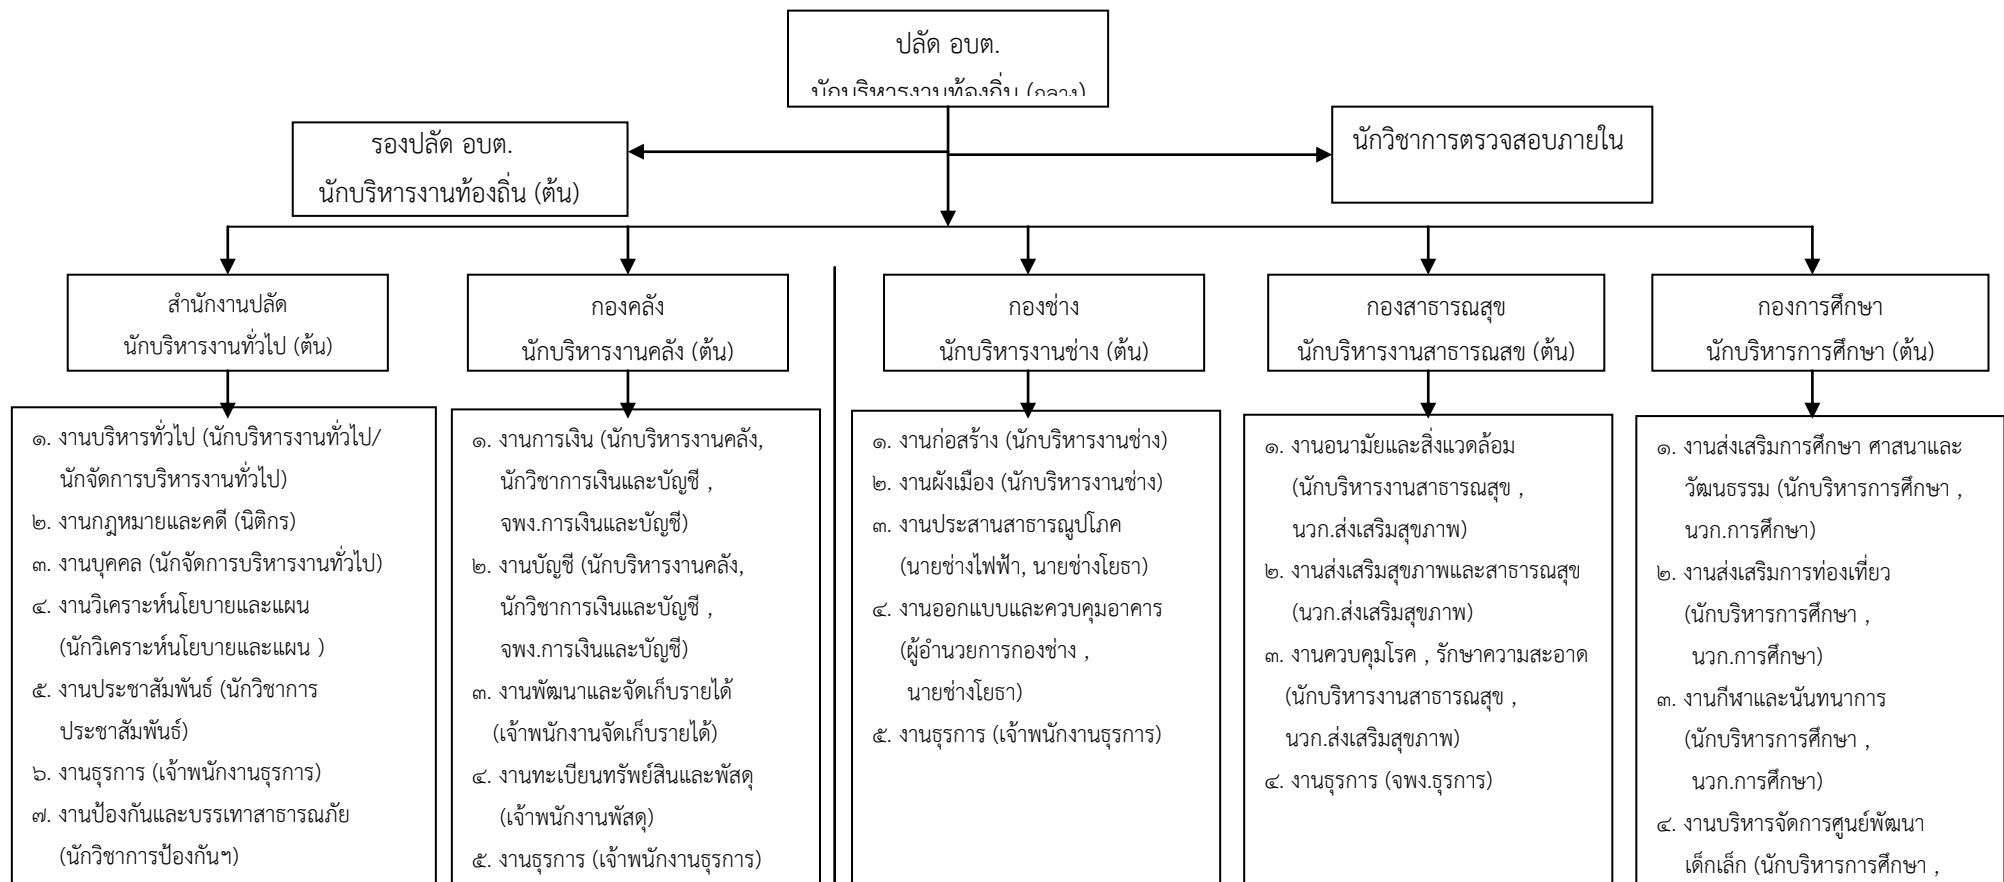 ปลัด อบต.
นักบริหารงานท้องถิ่น (กลาง)
รองปลัด อบต.
นักบริหารงานท้องถิ่น (ต้น)
นักวิชาการตรวจสอบภายใน
สำนักงานปลัด
นักบริหารงานทั่วไป (ต้น)
กองคลัง
นักบริหารงานคลัง (ต้น)
กองช่าง
นักบริหารงานช่าง (ต้น)
กองสาธารณสุข
นักบริหารงานสาธารณสข (ต้น)
กองการศึกษา
นักบริหารการศึกษา (ต้น)
๑. งานบริหารทั่วไป (นักบริหารงานทั่วไป/
นักจัดการบริหารงานทั่วไป)
๒. งานกฎหมายและคดี (นิติกร)
๓. งานบุคคล (นักจัดการบริหารงานทั่วไป)
๔. งานวิเคราะห์นโยบายและแผน
(นักวิเคราะห์นโยบายและแผน )
๕. งานประชาสัมพันธ์ (นักวิชาการ
ประชาสัมพันธ์)
๖. งานธุรการ (เจ้าพนักงานธุรการ)
๗. งานป้องกันและบรรเทาสาธารณภัย
(นักวิชาการป้องกันฯ)
๑. งานการเงิน (นักบริหารงานคลัง,
นักวิชาการเงินและบัญชี ,
จพง.การเงินและบัญชี)
๒. งานบัญชี (นักบริหารงานคลัง,
นักวิชาการเงินและบัญชี ,
จพง.การเงินและบัญชี)
๓. งานพัฒนาและจัดเก็บรายได้
(เจ้าพนักงานจัดเก็บรายได้)
๔. งานทะเบียนทรัพย์สินและพัสดุ
(เจ้าพนักงานพัสดุ)
๕. งานธุรการ (เจ้าพนักงานธุรการ)
๑. งานก่อสร้าง (นักบริหารงานช่าง)
๒. งานผังเมือง (นักบริหารงานช่าง)
๓. งานประสานสาธารณูปโภค
(นายช่างไฟฟ้า, นายช่างโยธา)
๔. งานออกแบบและควบคุมอาคาร
(ผู้อำนวยการกองช่าง ,
นายช่างโยธา)
๕. งานธุรการ (เจ้าพนักงานธุรการ)
๑. งานอนามัยและสิ่งแวดล้อม
(นักบริหารงานสาธารณสุข ,
นวก.ส่งเสริมสุขภาพ)
๒. งานส่งเสริมสุขภาพและสาธารณสุข
(นวก.ส่งเสริมสุขภาพ)
๓. งานควบคุมโรค , รักษาความสะอาด
(นักบริหารงานสาธารณสุข ,
นวก.ส่งเสริมสุขภาพ)
๔. งานธุรการ (จพง.ธุรการ)
๑. งานส่งเสริมการศึกษา ศาสนาและ
วัฒนธรรม (นักบริหารการศึกษา ,
นวก.การศึกษา)
๒. งานส่งเสริมการท่องเที่ยว
(นักบริหารการศึกษา ,
นวก.การศึกษา)
๓. งานกีฬาและนันทนาการ
(นักบริหารการศึกษา ,
นวก.การศึกษา)
๔. งานบริหารจัดการศูนย์พัฒนา
เด็กเล็ก (นักบริหารการศึกษา ,